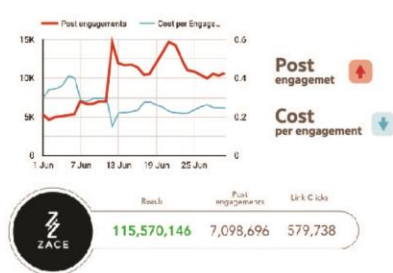 Post engagements
Cost per Engage...
15K
10K
5K
0
0.6
0.4
0.2
0
1 Jun
7 Jun
13 Jun
19 Jun
25 Jun
Post
engagemet
Cost
per engagement
ZACE
Reach
Post
engagements
Link Clicks
115,570,146
7,098,696
579,738